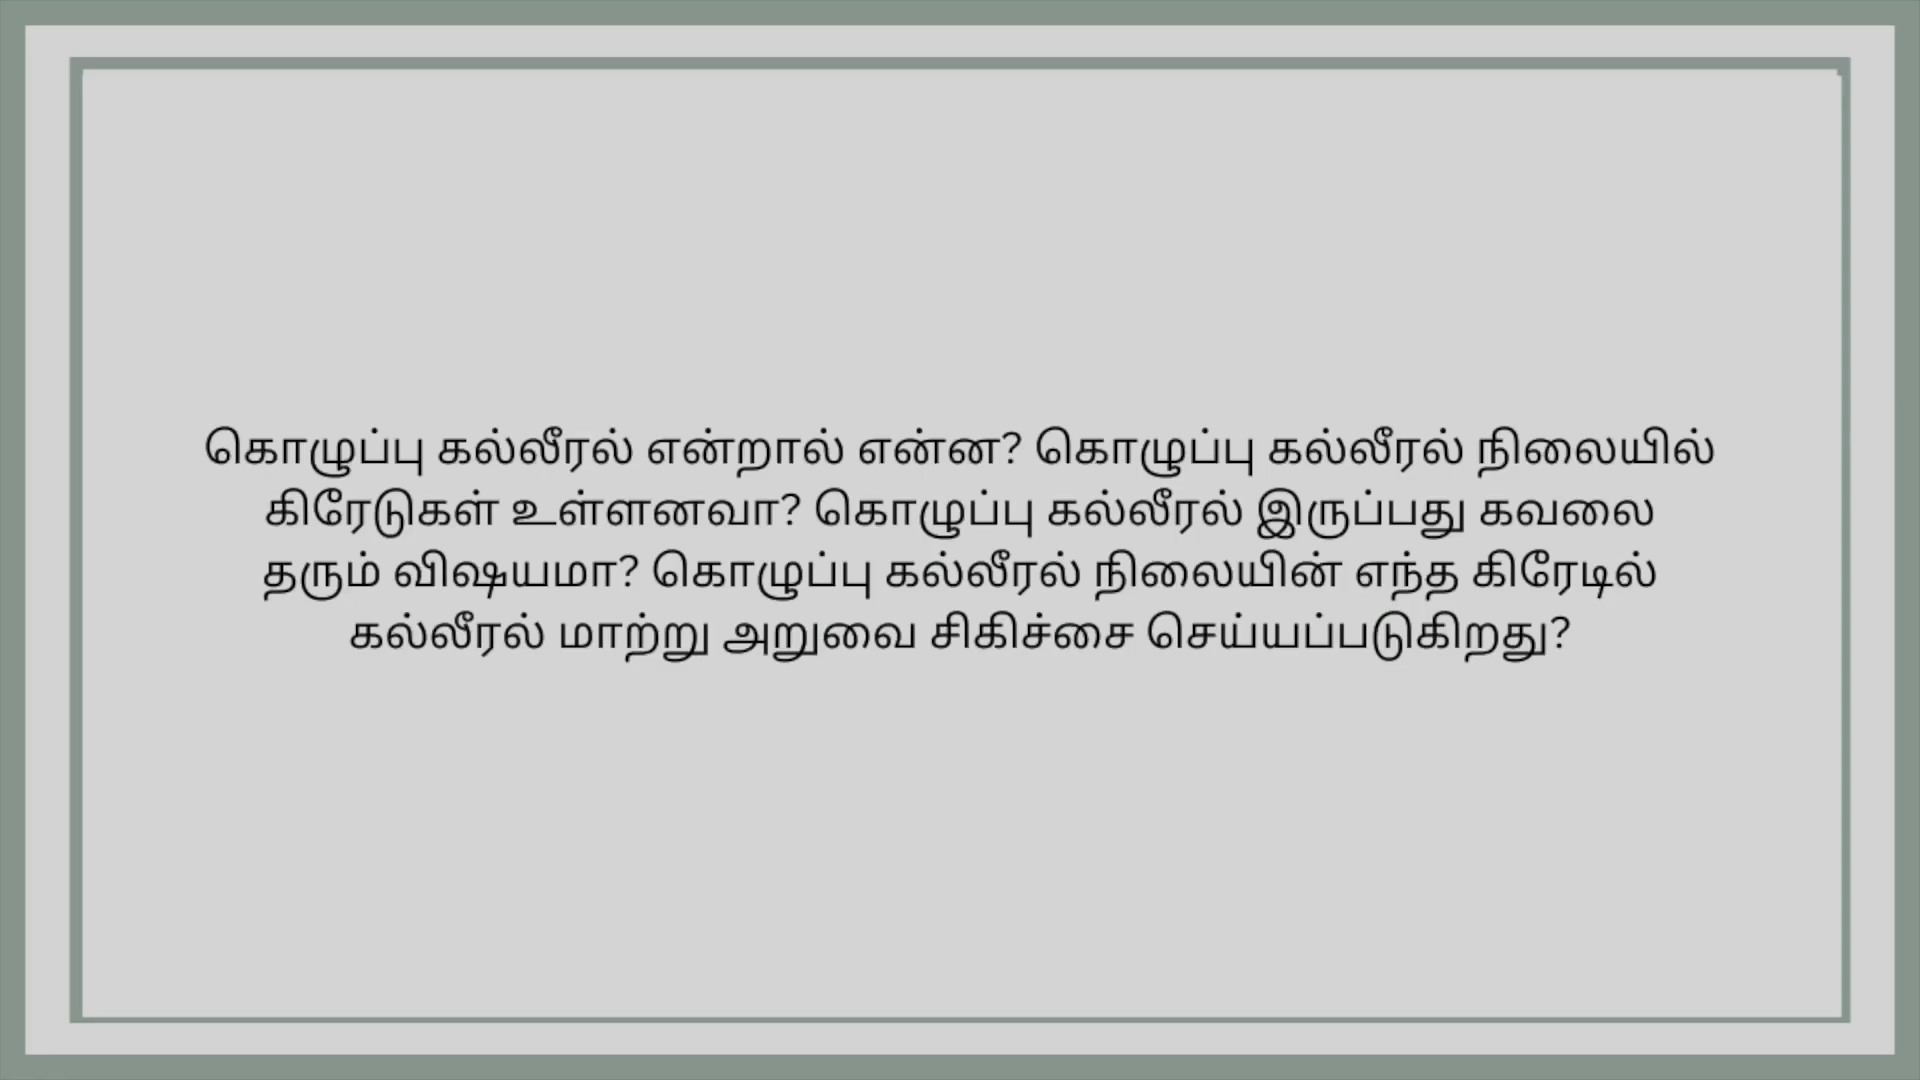 கொழுப்பு கல்லீரல் என்றால் என்ன? கொழுப்பு கல்லீரல் நிலையில்
கிரேடுகள் உள்ளனவா? கொழுப்பு கல்லீரல் இருப்பது கவலை
தரும் விஷயமா? கொழுப்பு கல்லீரல் நிலையின் எந்த கிரேடில்
கல்லீரல் மாற்று அறுவை சிகிச்சை செய்யப்படுகிறது?